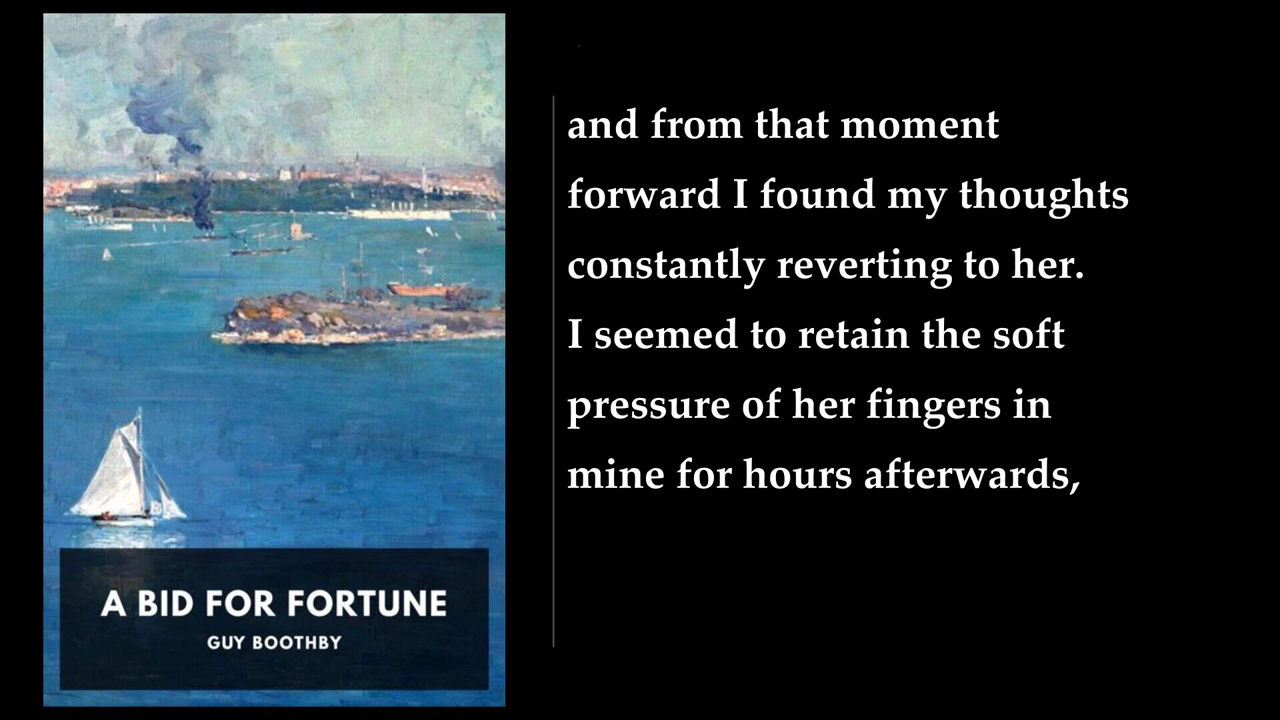 A BID FOR FORTUNE
GUY BOOTHBY
and from that moment
forward I found my thoughts
constantly reverting to her.
I seemed to retain the soft
pressure of her fingers in
mine for hours afterwards,